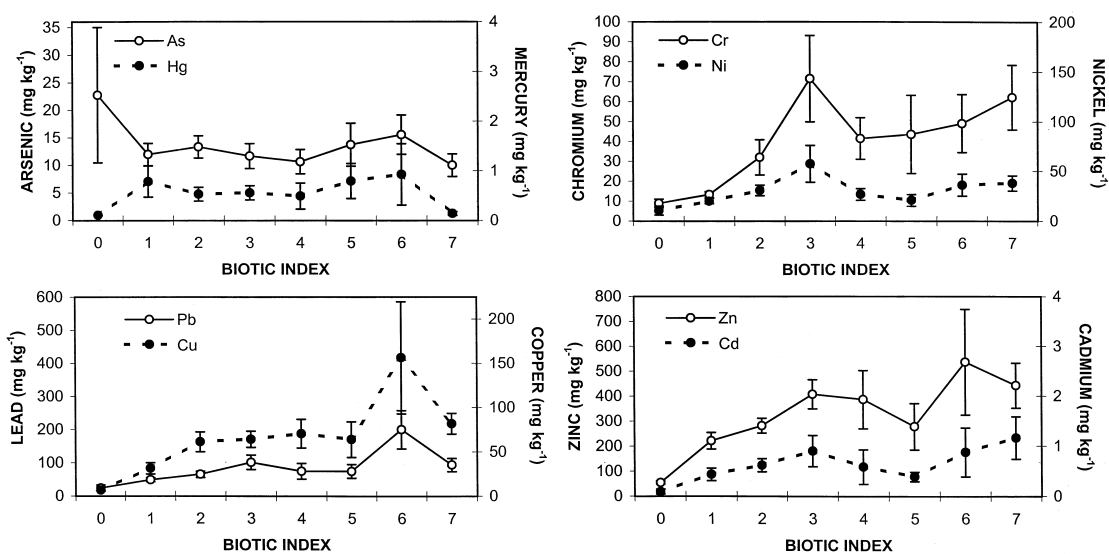 As
Hg
35
30
25
20
15
10
5
0
ARSENIC (mg kg-1)
4
3
2
1
0
MERCURY (mg kg-1)
0 1 2 3 4 5 6 7
BIOTIC INDEX
Cr
Ni
100
90
80
70
60
50
40
30
20
10
0
CHROMIUM (mg kg-1)
200
150
100
50
0
NICKEL (mg kg-1)
0 1 2 3 4 5 6 7
BIOTIC INDEX
Pb
Cu
600
500
400
300
200
100
0
LEAD (mg kg-1)
200
150
100
50
0
COPPER (mg kg-1)
0 1 2 3 4 5 6 7
BIOTIC INDEX
Zn
Cd
800
700
600
500
400
300
200
100
0
ZINC (mg kg-1)
4
3
2
1
0
CADMIUM (mg kg-1)
0 1 2 3 4 5 6 7
BIOTIC INDEX